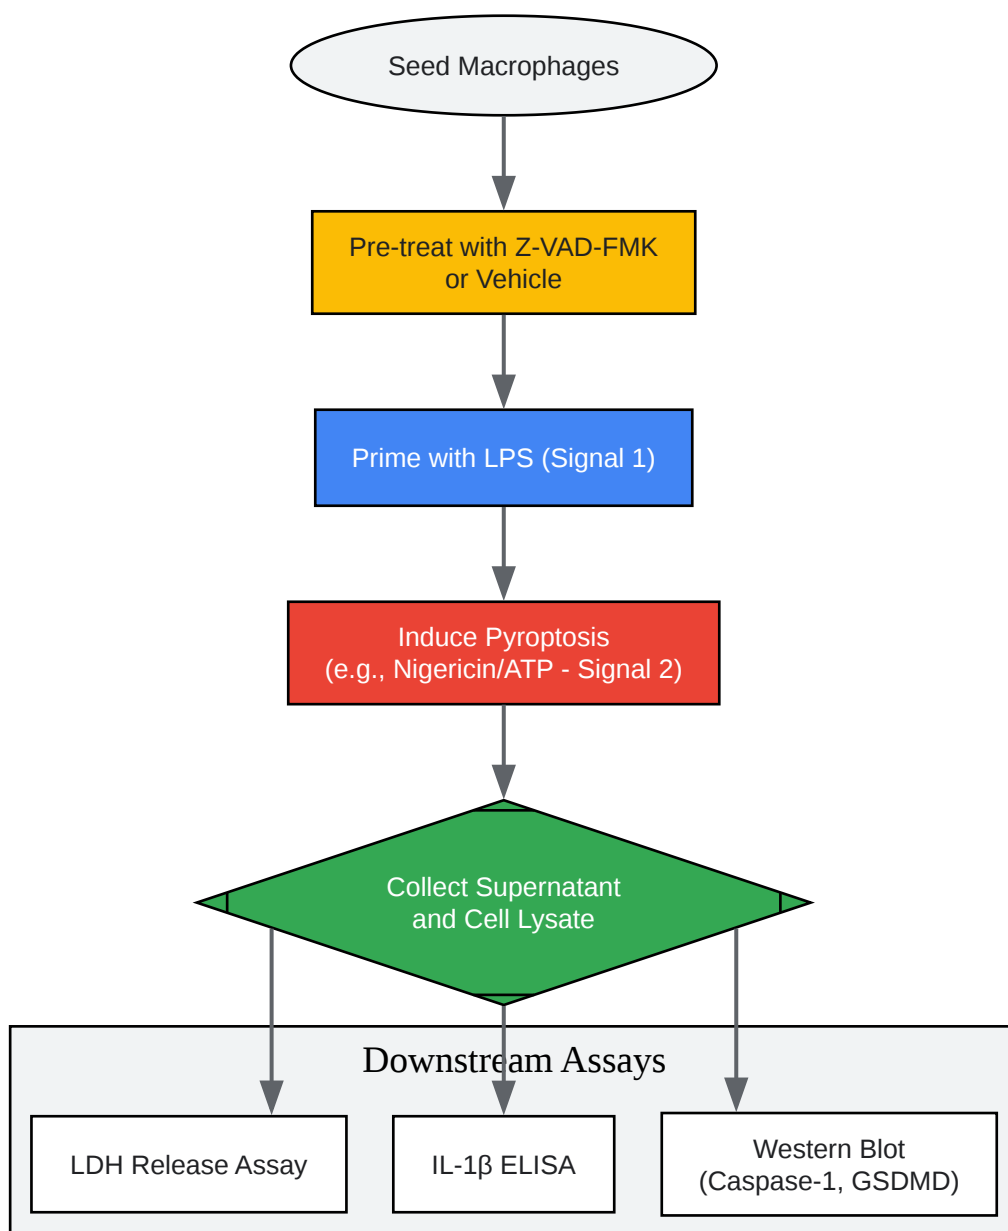 Seed Macrophages
Pre-treat with Z-VAD-FMK
or Vehicle
Prime with LPS (Signal 1)
Induce Pyroptosis
(e.g., Nigericin/ATP - Signal 2)
Collect Supernatant
and Cell Lysate
Downstream Assays
LDH Release Assay
IL-1β ELISA
Western Blot
(Caspase-1, GSDMD)